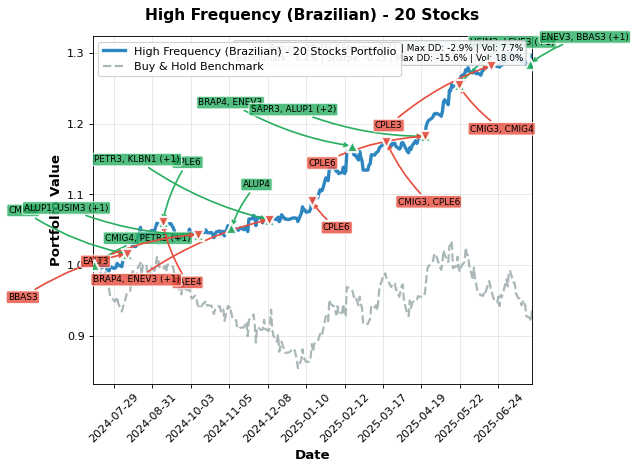 High Frequency (Brazilian) - 20 Stocks
High Frequency (Brazilian) - 20 Stocks Portfolio
Buy & Hold Benchmark
| Max DD: -2.9% | Vol: 7.7%
| Max DD: -15.6% | Vol: 18.0%
ENEV3, BBAS3 (+1)
BRAP4, ENEV3
SAPR3, ALUP1 (+2)
CPLE3
CMIG3, CMIG4
PETR3, KLBN1 (+1)
PLE6
CPLE6
ALUP4
CMIG3, CPLE6
ALUP1, USIM3 (+1)
CPLE6
CMIG4, PETR3 (+1)
EAST3
BRAP4, ENEV3 (+1)
AEE4
BBAS3
1.3
1.2
1.1
1.0
0.9
Portfolio Value
2024-07-29
2024-08-31
2024-10-03
2024-11-05
2024-12-08
2025-01-10
2025-02-12
2025-03-17
2025-04-19
2025-05-22
2025-06-24
Date